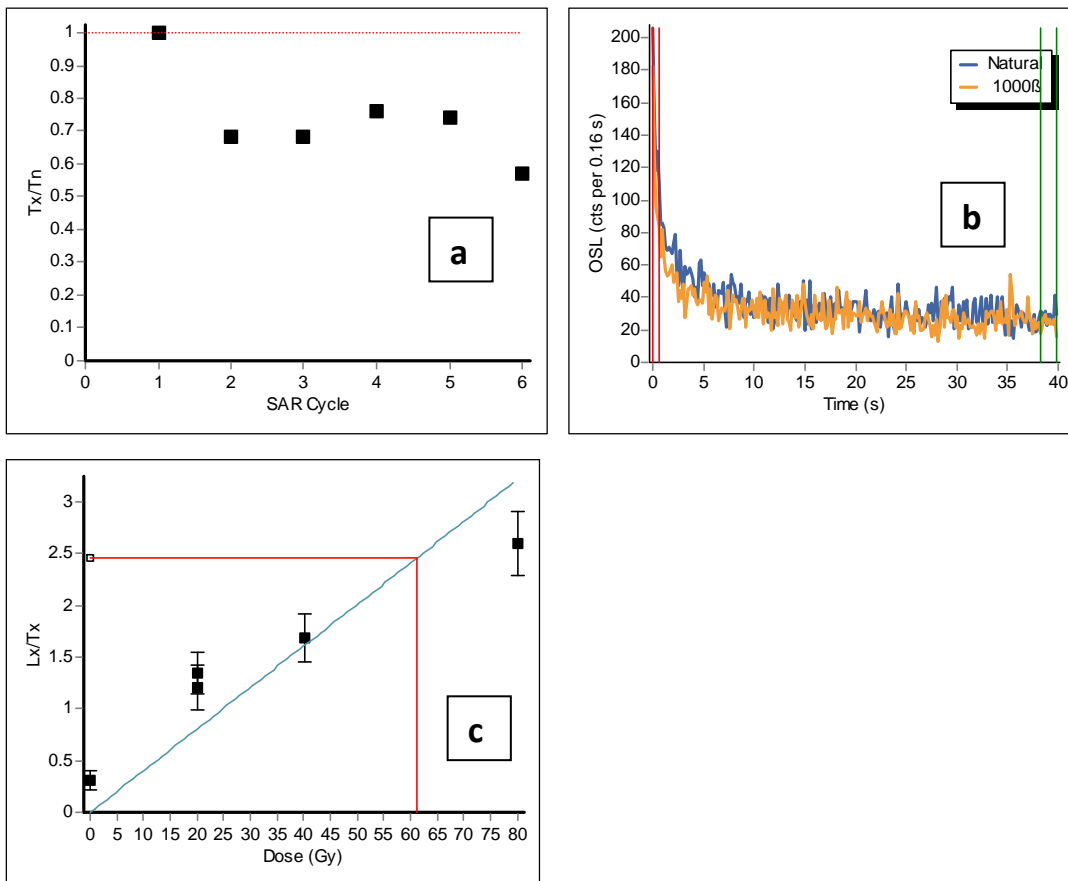 1
0.9
0.8
0.7
0.6
0.5
0.4
0.3
0.2
0.1
0
Tx/Tn
0 1 2 3 4 5 6
SAR Cycle
a
200
180
160
140
120
100
80
60
40
20
0
OSL (cts per 0.16 s)
Natural
1000ß
b
0 5 10 15 20 25 30 35 40
Time (s)
3
2.5
2
1.5
1
0.5
0
Lx/Tx
c
0 5 10 15 20 25 30 35 40 45 50 55 60 65 70 75 80
Dose (Gy)